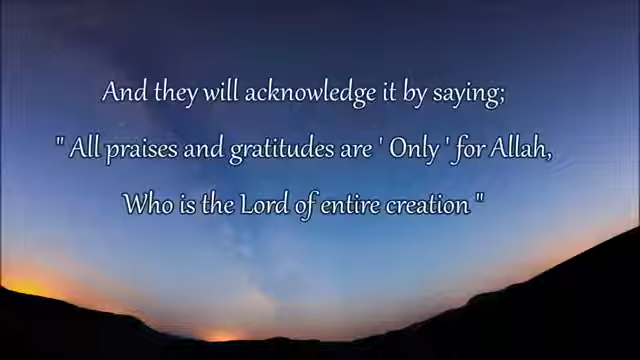 And they will acknowledge it by saying;
" All praises and gratitudes are ' Only ' for Allah,
Who is the Lord of entire creation "